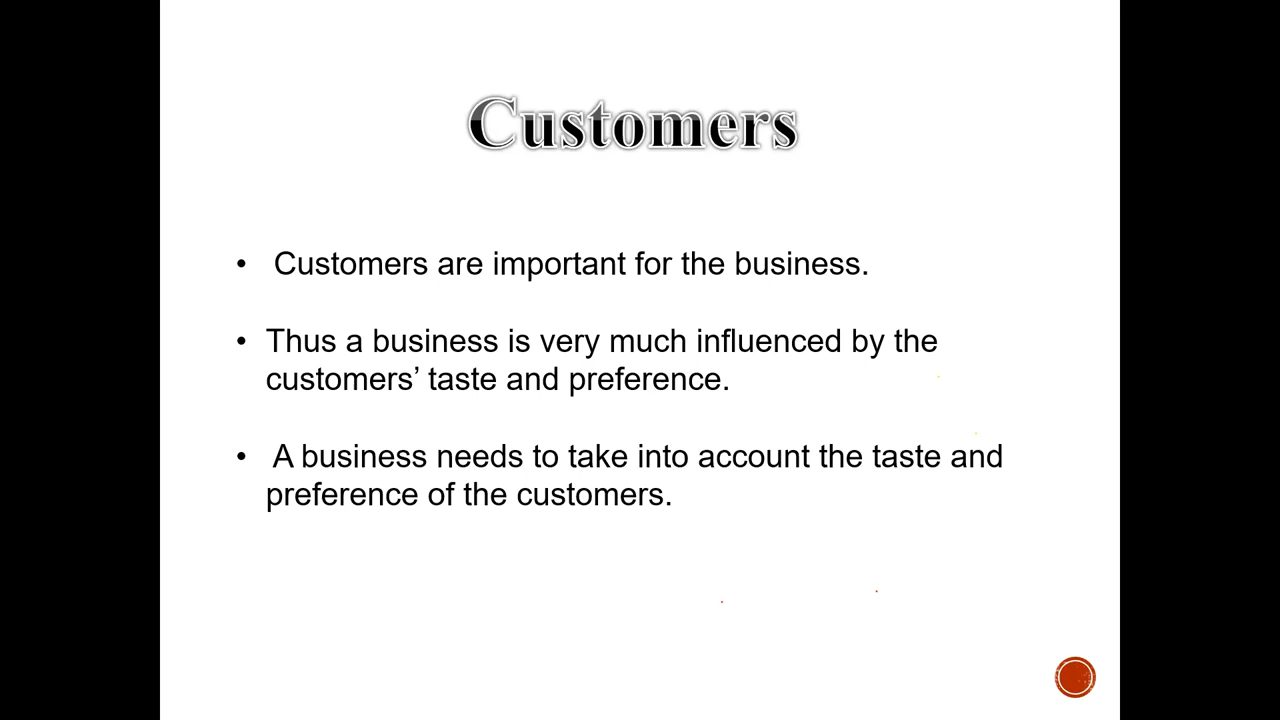 Customers
• Customers are important for the business.
• Thus a business is very much influenced by the
customers’ taste and preference.
• A business needs to take into account the taste and
preference of the customers.